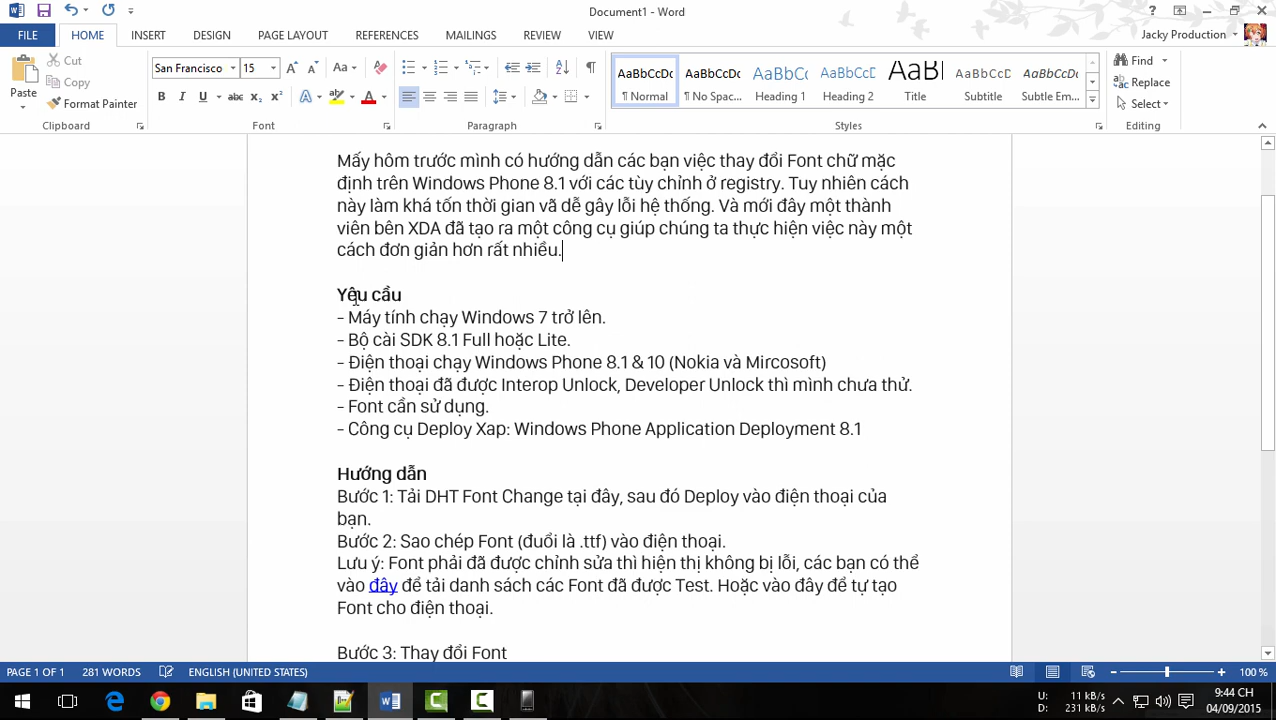 Document1 - Word
FILE HOME INSERT DESIGN PAGE LAYOUT REFERENCES MAILINGS REVIEW VIEW Jacky Production
Paste Cut Copy Format Painter
San Francisco 15
AaBbCcDc AaBbCcDc AaBbCc AaBbCcD AaBl AaBbCcD AaBbCcDc
¶ Normal ¶ No Spac... Heading 1 Heading 2 Title Subtitle Subtle Em...
Find Replace Select
Clipboard Font Paragraph Styles Editing
Mấy hôm trước mình có hướng dẫn các bạn việc thay đổi Font chữ mặc
định trên Windows Phone 8.1 với các tùy chỉnh ở registry. Tuy nhiên cách
này làm khá tốn thời gian vã dễ gây lỗi hệ thống. Và mới đây một thành
viên bên XDA đã tạo ra một công cụ giúp chúng ta thực hiện việc này một
cách đơn giản hơn rất nhiều.
Yêu cầu
- Máy tính chạy Windows 7 trở lên.
- Bộ cài SDK 8.1 Full hoặc Lite.
- Điện thoại chạy Windows Phone 8.1 & 10 (Nokia và Mircosoft)
- Điện thoại đã được Interop Unlock, Developer Unlock thì mình chưa thử.
- Font cần sử dụng.
- Công cụ Deploy Xap: Windows Phone Application Deployment 8.1
Hướng dẫn
Bước 1: Tải DHT Font Change tại đây, sau đó Deploy vào điện thoại của
bạn.
Bước 2: Sao chép Font (đuổi là .ttf) vào điện thoại.
Lưu ý: Font phải đã được chỉnh sửa thì hiện thị không bị lỗi, các bạn có thể
vào đây để tải danh sách các Font đã được Test. Hoặc vào đây để tự tạo
Font cho điện thoại.
Bước 3: Thay đổi Font
PAGE 1 OF 1 281 WORDS ENGLISH (UNITED STATES) 100 %
U: 11 kB/s
D: 231 kB/s
9:44 CH
04/09/2015